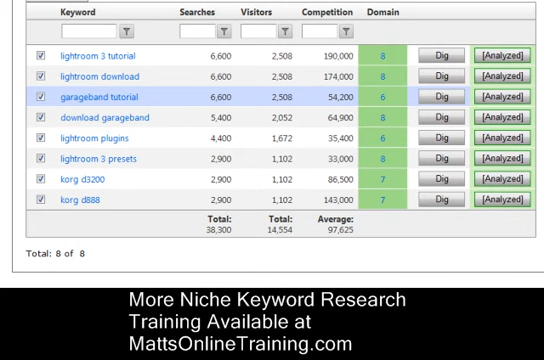 Keyword Searches Visitors Competition Domain
lightroom 3 tutorial 6,600 2,508 190,000 8 Dig [Analyzed]
lightroom download 6,600 2,508 174,000 8 Dig [Analyzed]
garageband tutorial 6,600 2,508 54,200 6 Dig [Analyzed]
download garageband 5,400 2,052 64,900 8 Dig [Analyzed]
lightroom plugins 4,400 1,672 35,400 6 Dig [Analyzed]
lightroom 3 presets 2,900 1,102 33,000 8 Dig [Analyzed]
korg d3200 2,900 1,102 86,500 7 Dig [Analyzed]
korg d888 2,900 1,102 143,000 7 Dig [Analyzed]
Total: Total: Average:
38,300 14,554 97,625
Total: 8 of 8
More Niche Keyword Research
Training Available at
MattsOnlineTraining.com